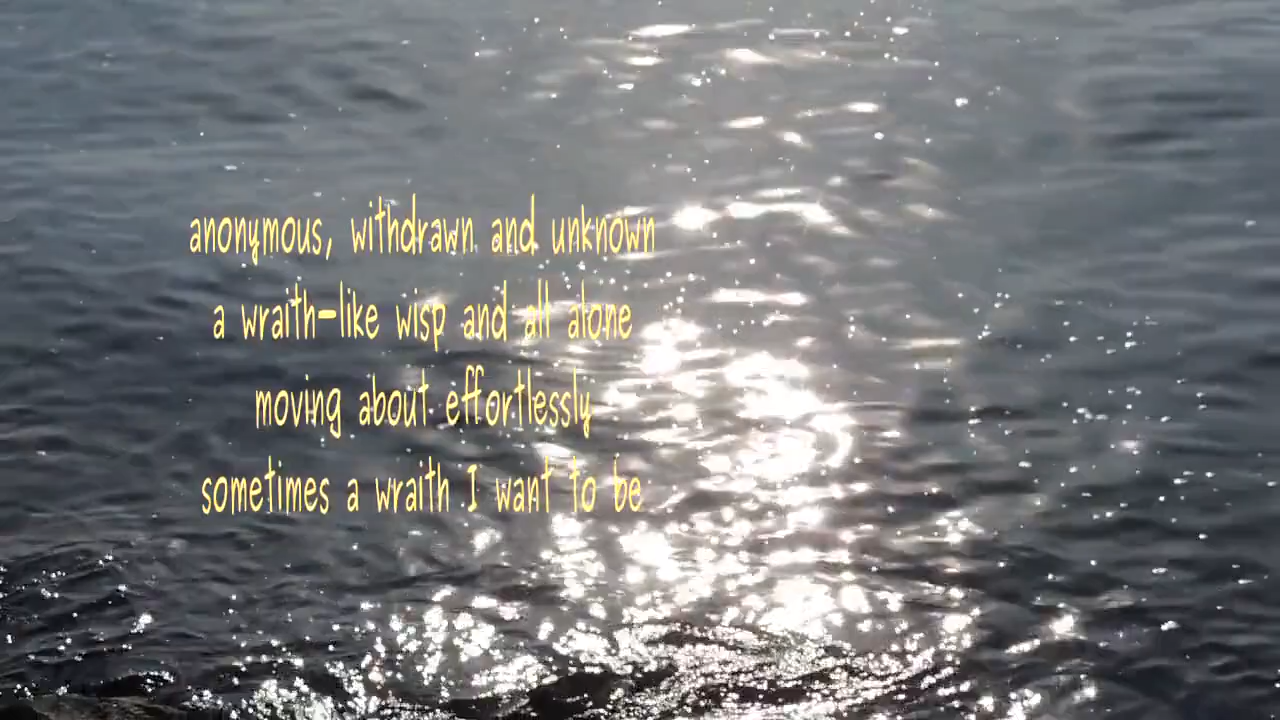 anonymous, withdrawn and unknown
a wraith-like wisp and all alone
moving about effortlessly
sometimes a wraith I want to be